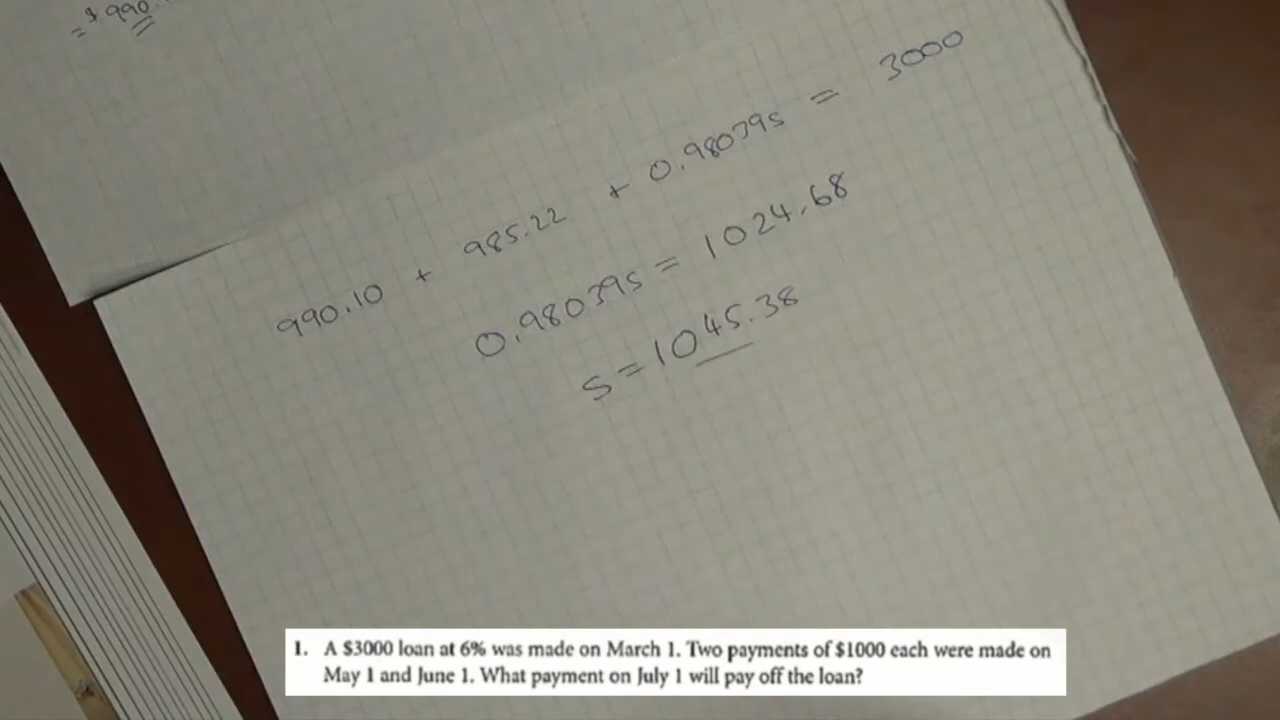 = $990.
990.10 + 985.22 + 0.98039S = 3000
0.98039S = 1024.68
S = 1045.38
1. A $3000 loan at 6% was made on March 1. Two payments of $1000 each were made on
May 1 and June 1. What payment on July 1 will pay off the loan?